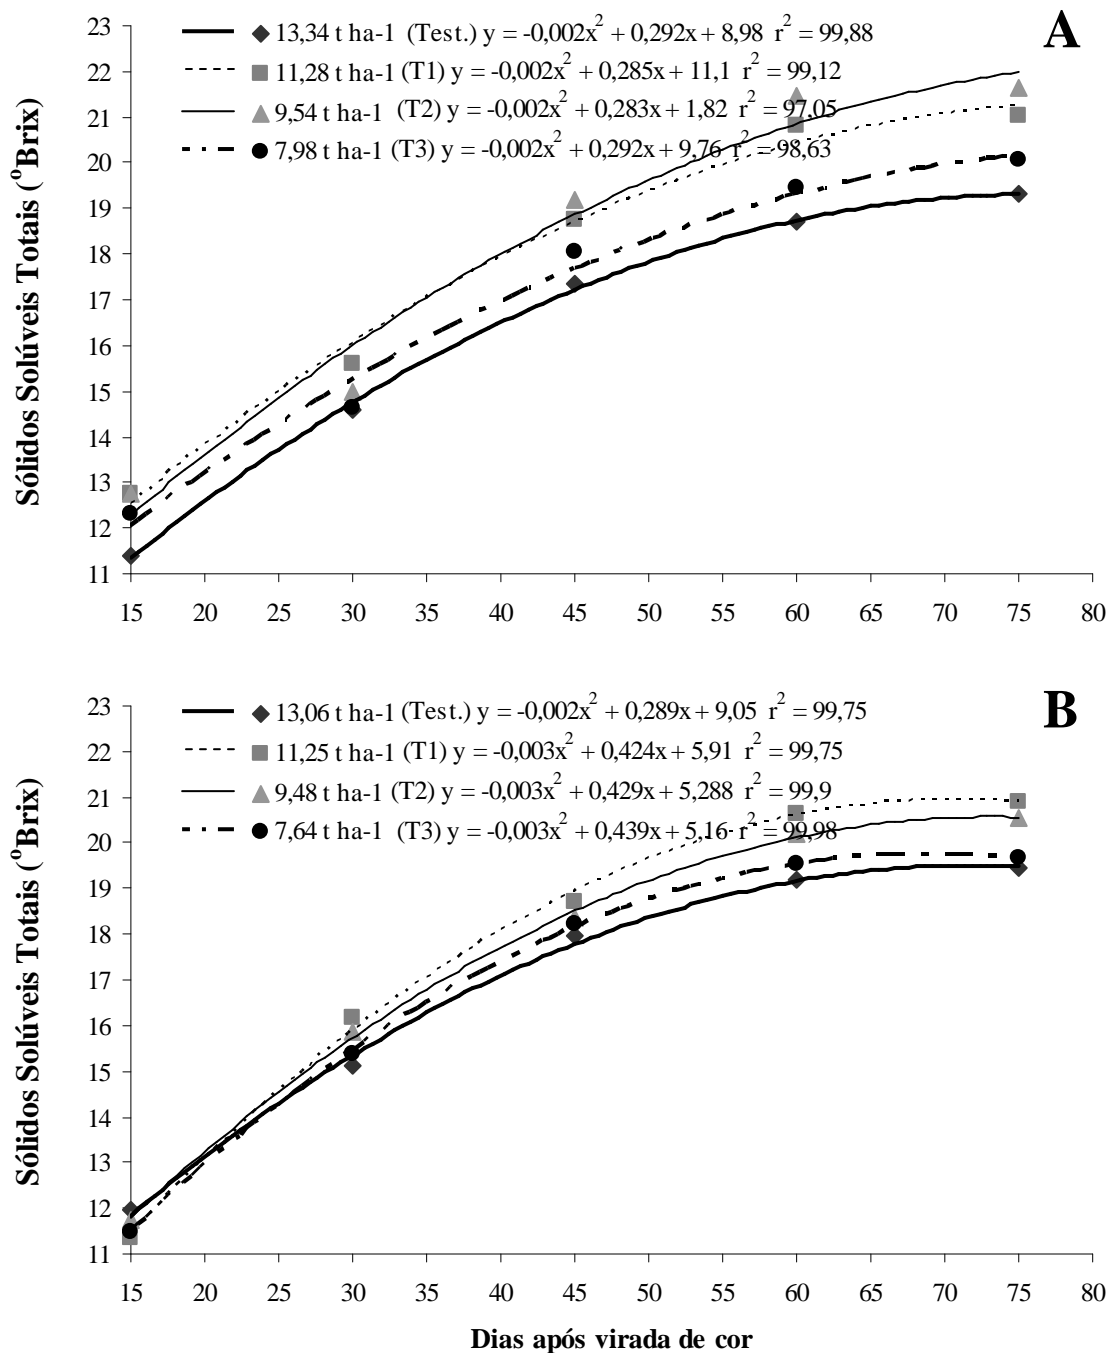 A
13,34 t ha-1 (Test.) y = -0,002x² + 0,292x + 8,98 r² = 99,88
11,28 t ha-1 (T1) y = -0,002x² + 0,285x + 11,1 r² = 99,12
9,54 t ha-1 (T2) y = -0,002x² + 0,283x + 1,82 r² = 97,05
7,98 t ha-1 (T3) y = -0,002x² + 0,292x + 9,76 r² = 98,63
Sólidos Solúveis Totais (ºBrix)
23
22
21
20
19
18
17
16
15
14
13
12
11
15 20 25 30 35 40 45 50 55 60 65 70 75 80
B
13,06 t ha-1 (Test.) y = -0,002x² + 0,289x + 9,05 r² = 99,75
11,25 t ha-1 (T1) y = -0,003x² + 0,424x + 5,91 r² = 99,75
9,48 t ha-1 (T2) y = -0,003x² + 0,429x + 5,288 r² = 99,9
7,64 t ha-1 (T3) y = -0,003x² + 0,439x + 5,16 r² = 99,98
Sólidos Solúveis Totais (ºBrix)
23
22
21
20
19
18
17
16
15
14
13
12
11
15 20 25 30 35 40 45 50 55 60 65 70 75 80
Dias após virada de cor